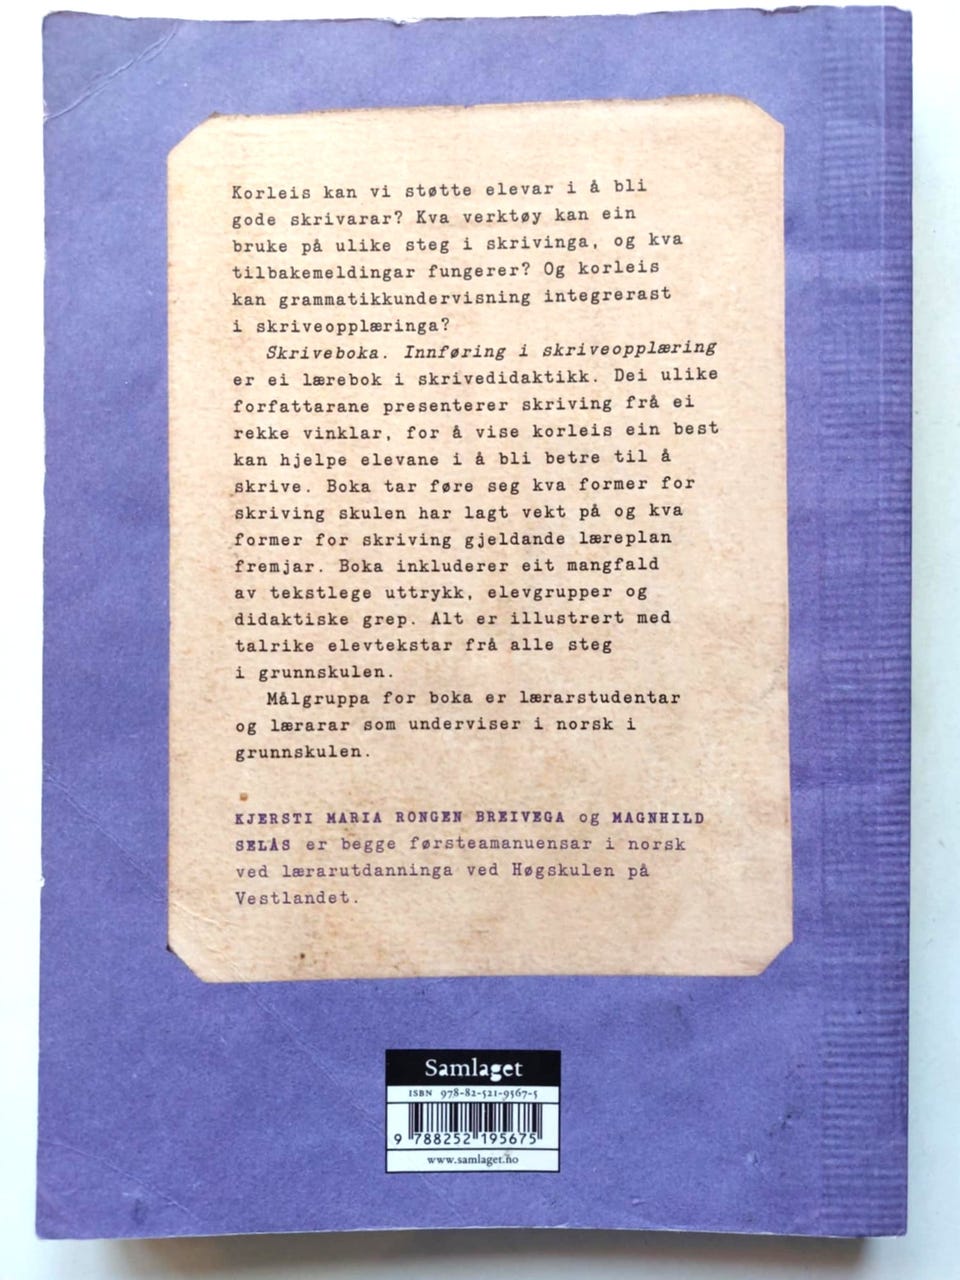 Korleis kan vi støtte elevar i å bli
gode skrivarar? Kva verktøy kan ein
bruke på ulike steg i skrivinga, og kva
tilbakemeldingar fungerer? Og korleis
kan grammatikkundervisning integrerast
i skriveopplæringa?
Skriveboka. Innføring i skriveopplæring
er ei lærebok i skrivedidaktikk. Dei ulike
forfattarane presenterer skriving frå ei
rekke vinklar, for å vise korleis ein best
kan hjelpe elevane i å bli betre til å
skrive. Boka tar føre seg kva former for
skriving skulen har lagt vekt på og kva
former for skriving gjeldande læreplan
fremjar. Boka inkluderer eit mangfald
av tekstlege uttrykk, elevgrupper og
didaktiske grep. Alt er illustrert med
talrike elevtekstar frå alle steg
i grunnskulen.
Målgruppa for boka er lærarstudentar
og lærarar som underviser i norsk i
grunnskulen.
KJERSTI MARIA RONGEN BREIVEGA og MAGNHILD
SELÅS er begge førsteamanuensar i norsk
ved lærarutdanninga ved Høgskulen på
Vestlandet.
Samlaget
ISBN 978-82-521-9567-5
9 788252 195675
www.samlaget.no